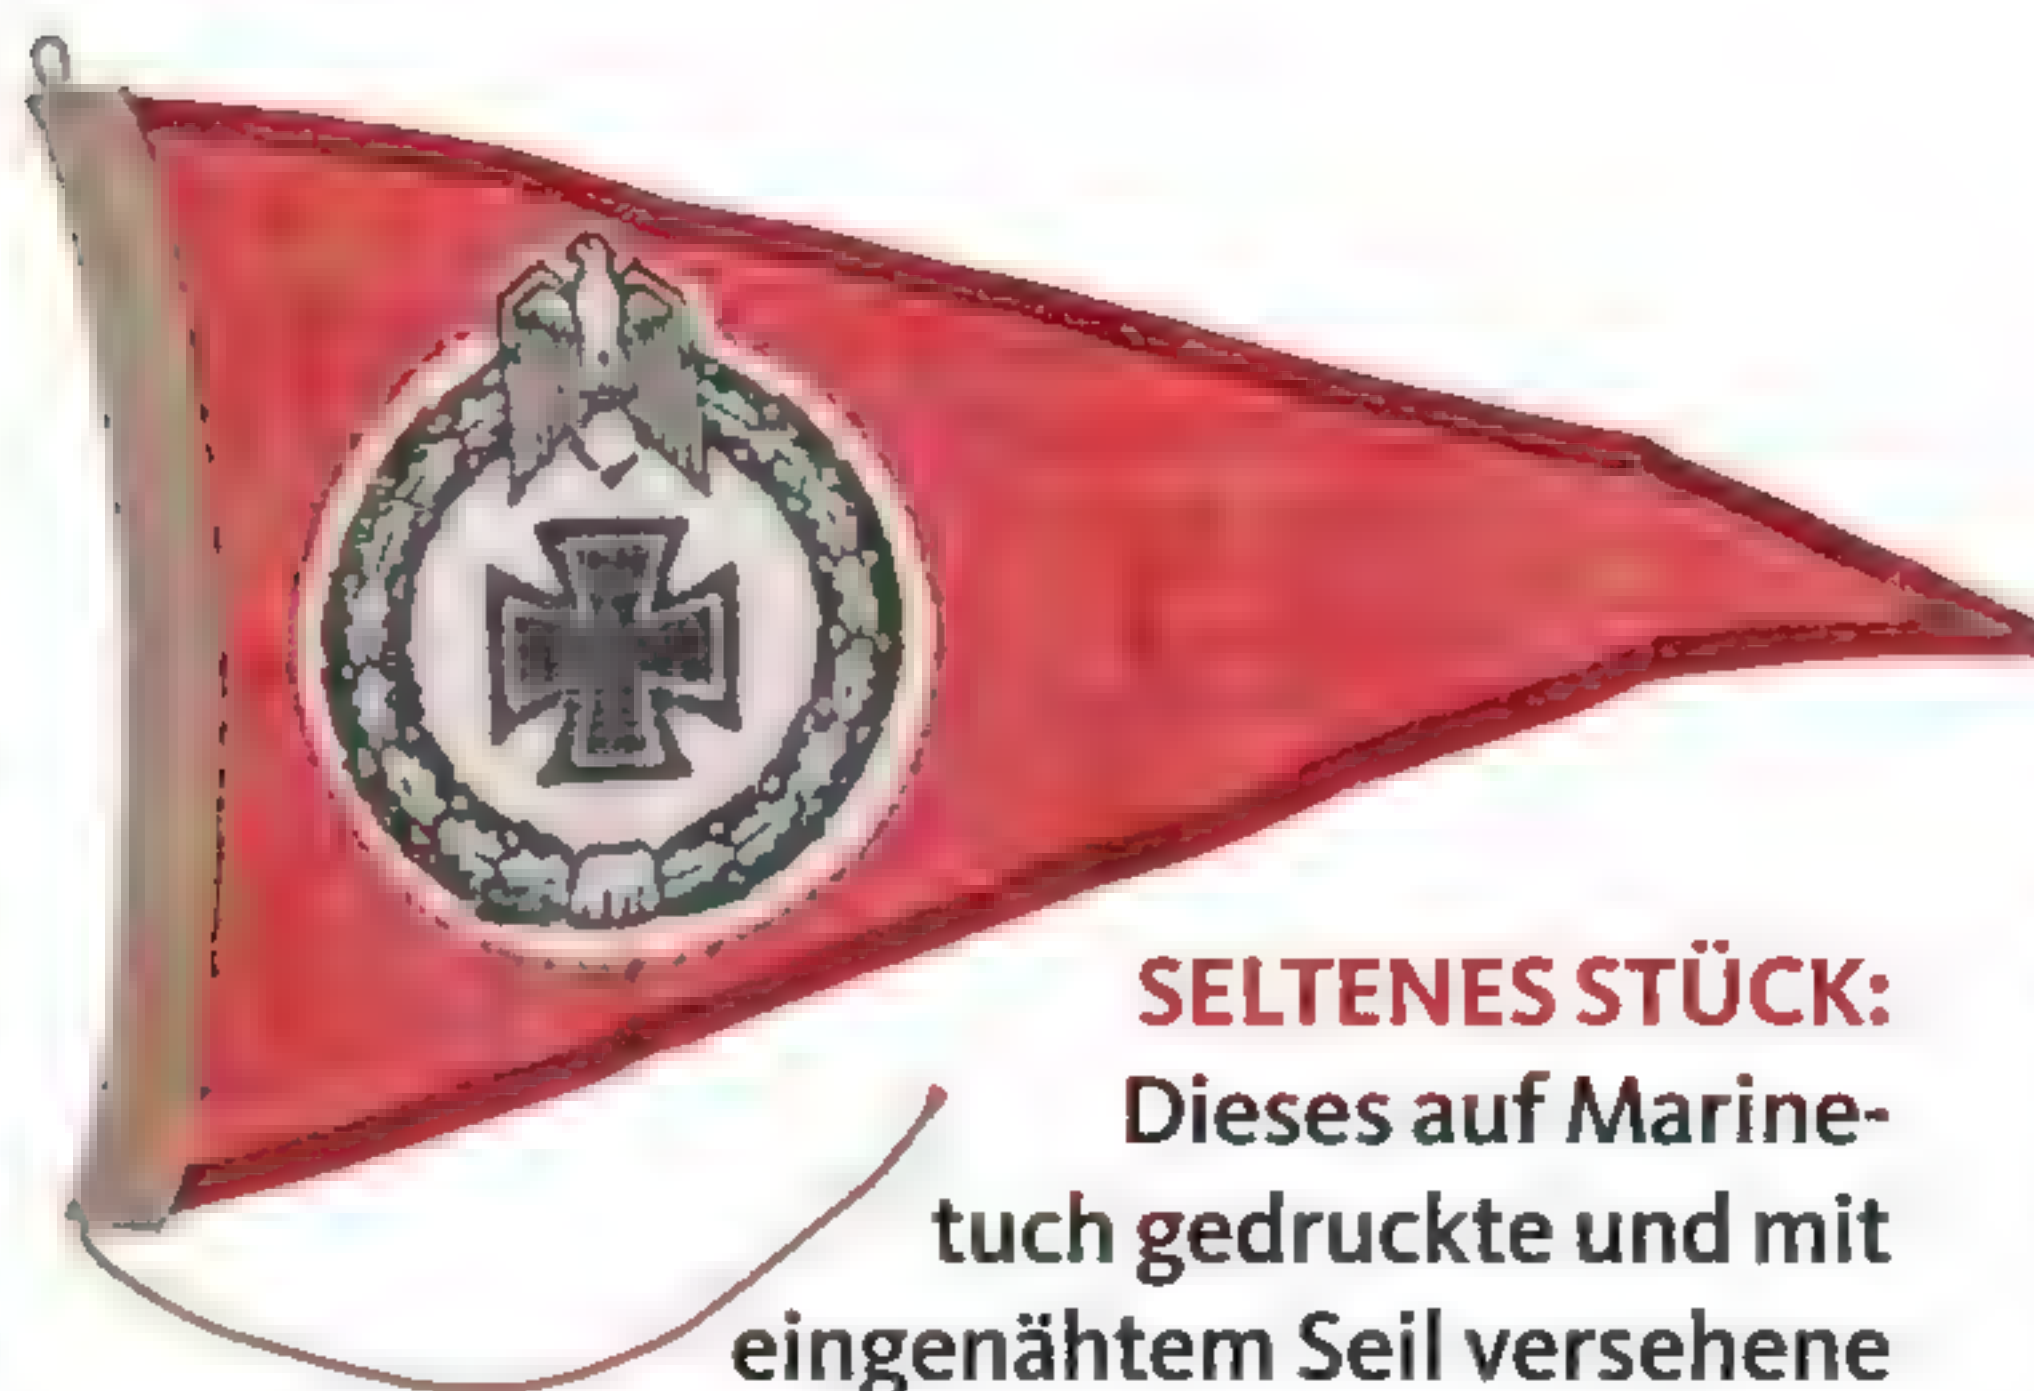 SELTENES STÜCK:
Dieses auf Marine-
tuch gedruckte und mit
eingenähtem Seil versehene